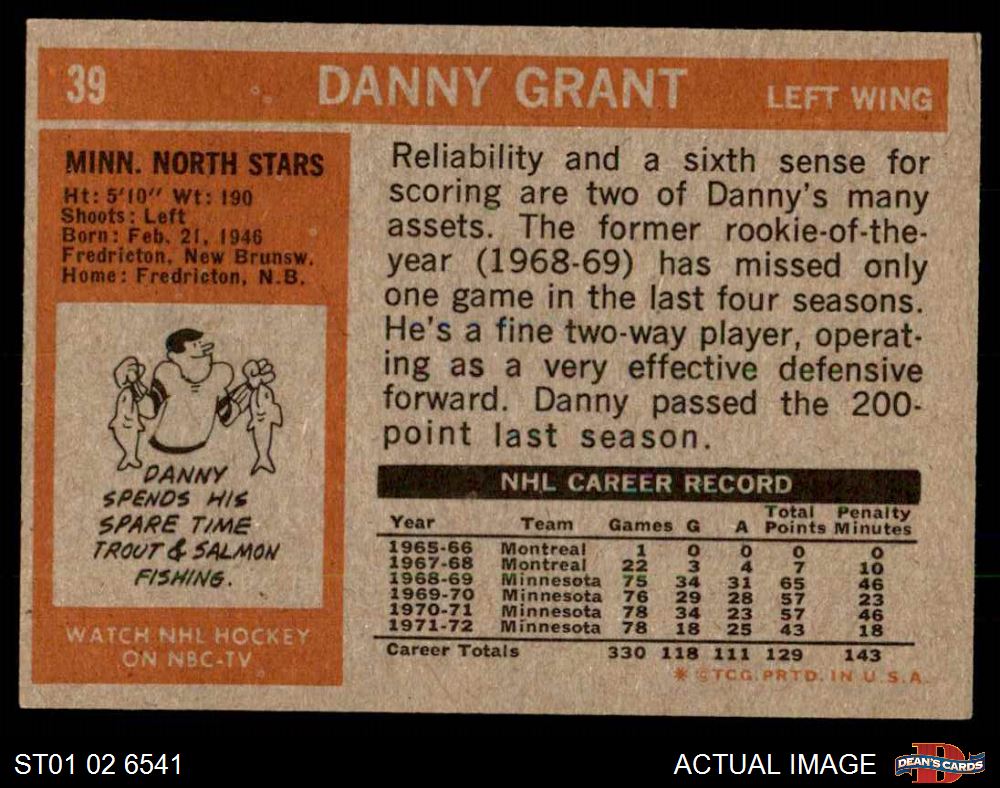 39 DANNY GRANT LEFT WING
MINN. NORTH STARS
Ht: 5'10" Wt: 190
Shoots: Left
Born: Feb. 21, 1946
Fredricton, New Brunsw.
Home: Fredricton, N.B.
DANNY
SPENDS HIS
SPARE TIME
TROUT & SALMON
FISHING.
WATCH NHL HOCKEY
ON NBC-TV
Reliability and a sixth sense for
scoring are two of Danny's many
assets. The former rookie-of-the-
year (1968-69) has missed only
one game in the last four seasons.
He's a fine two-way player, operat-
ing as a very effective defensive
forward. Danny passed the 200-
point last season.
NHL CAREER RECORD
Year Team Games G A Total Points Penalty Minutes
1965-66 Montreal 1 0 0 0 0
1967-68 Montreal 22 3 4 7 10
1968-69 Minnesota 75 34 31 65 46
1969-70 Minnesota 76 29 28 57 23
1970-71 Minnesota 78 34 23 57 46
1971-72 Minnesota 78 18 25 43 18
Career Totals 330 118 111 129 143
* © T.C.G. PRTD. IN U.S.A.
ST01 02 6541
ACTUAL IMAGE
DEAN'S CARDS